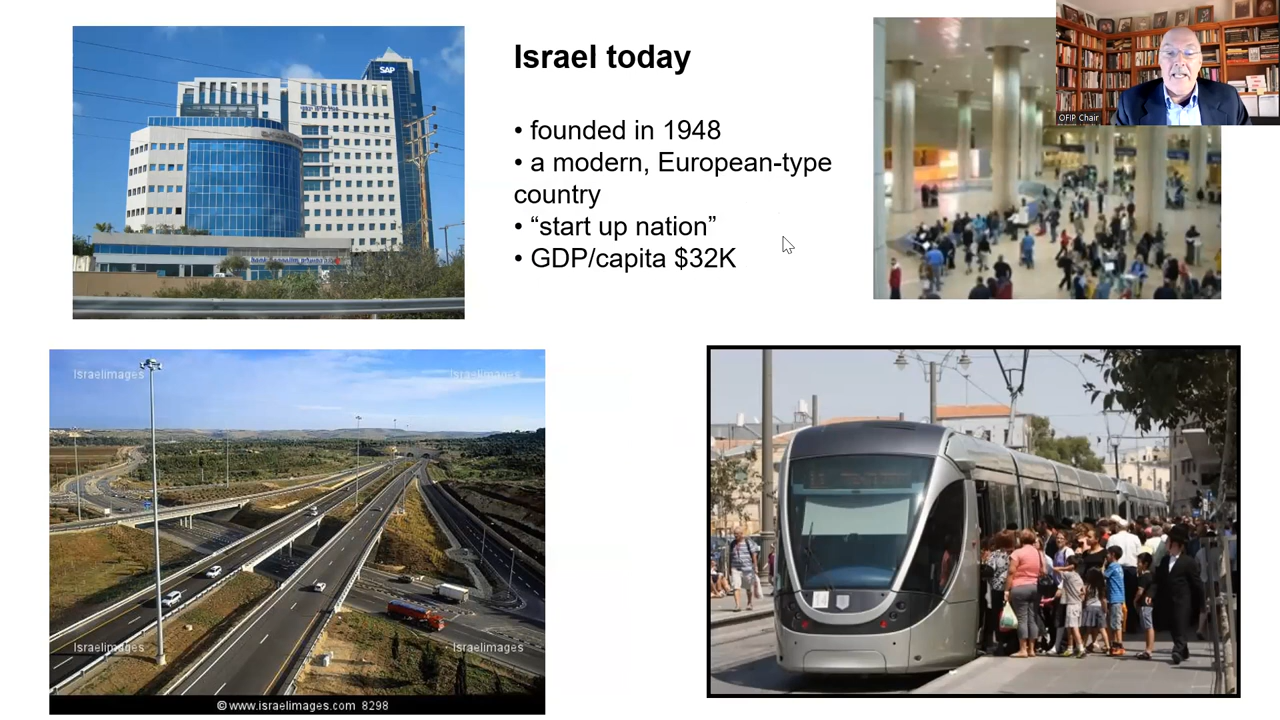 SAP
Israel today
• founded in 1948
• a modern, European-type
country
• “start up nation”
• GDP/capita $32K
OFIP Chair
Israelimages
Israelimages
Israelimages
Israelimages
© www.israelimages.com 8298